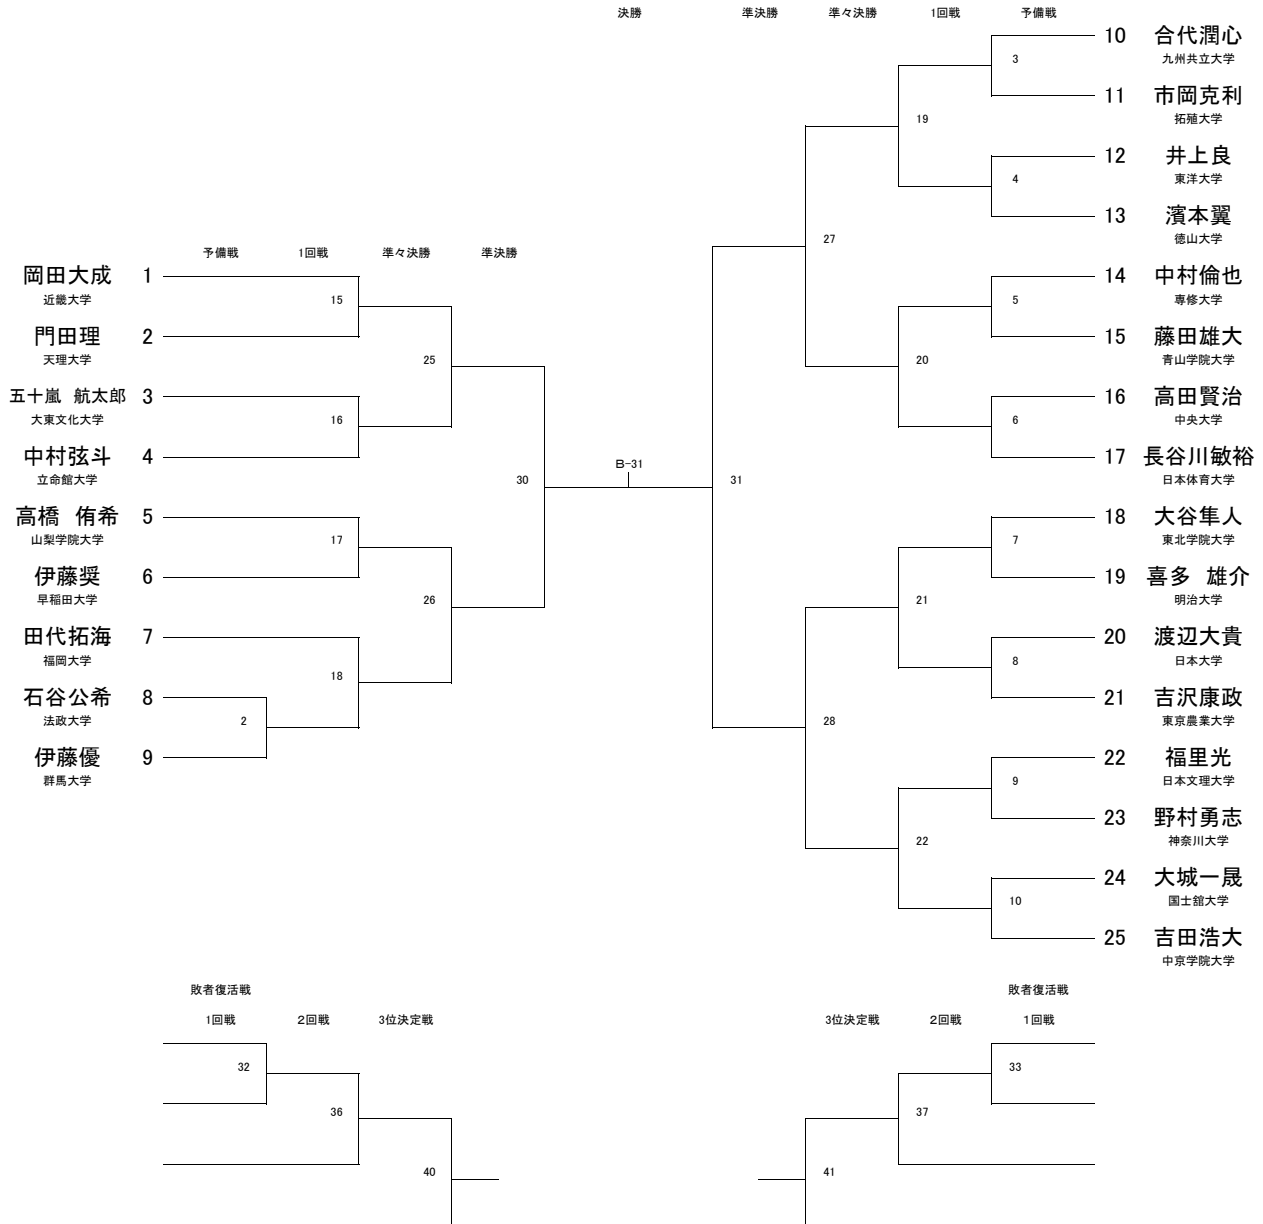 決勝 準決勝 準々決勝 1回戦 予備戦
10 合代潤心
3 九州共立大学
11 市岡克利
19 拓殖大学
12 井上良
4 東洋大学
13 濱本翼
27 徳山大学
予備戦 1回戦 準々決勝 準決勝
岡田大成 1
15 近畿大学
14 中村倫也
5 専修大学
門田理 2
25 天理大学
15 藤田雄大
20 青山学院大学
五十嵐 航太郎 3
16 大東文化大学
16 高田賢治
6 中央大学
中村弦斗 4
立命館大学
17 長谷川敏裕
日本体育大学
B-31
30
31
高橋 侑希 5
17 山梨学院大学
18 大谷隼人
7 東北学院大学
伊藤奨 6
26 早稲田大学
19 喜多 雄介
21 明治大学
田代拓海 7
18 福岡大学
20 渡辺大貴
8 日本大学
石谷公希 8
2 法政大学
21 吉沢康政
28 東京農業大学
伊藤優 9
群馬大学
22 福里光
9 日本文理大学
23 野村勇志
22 神奈川大学
24 大城一晟
10 国士舘大学
25 吉田浩大
中京学院大学
敗者復活戦 敗者復活戦
1回戦 2回戦 3位決定戦 3位決定戦 2回戦 1回戦
32 33
36 37
40 41